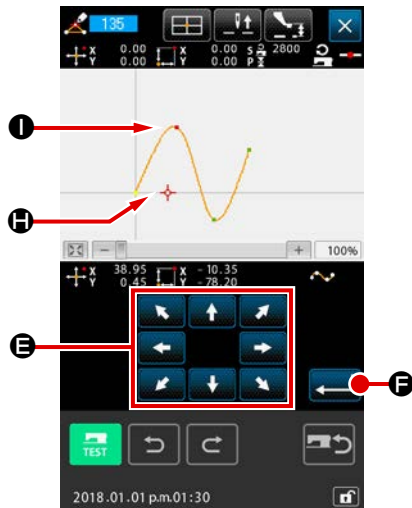 135
X 0.00 X 0.00 S 2800
Y 0.00 Y 0.00 P
I
H
100%
X 38.95 X -10.35
Y 0.45 Y -78.20
E
F
TEST
2018.01.01 p.m.01:30